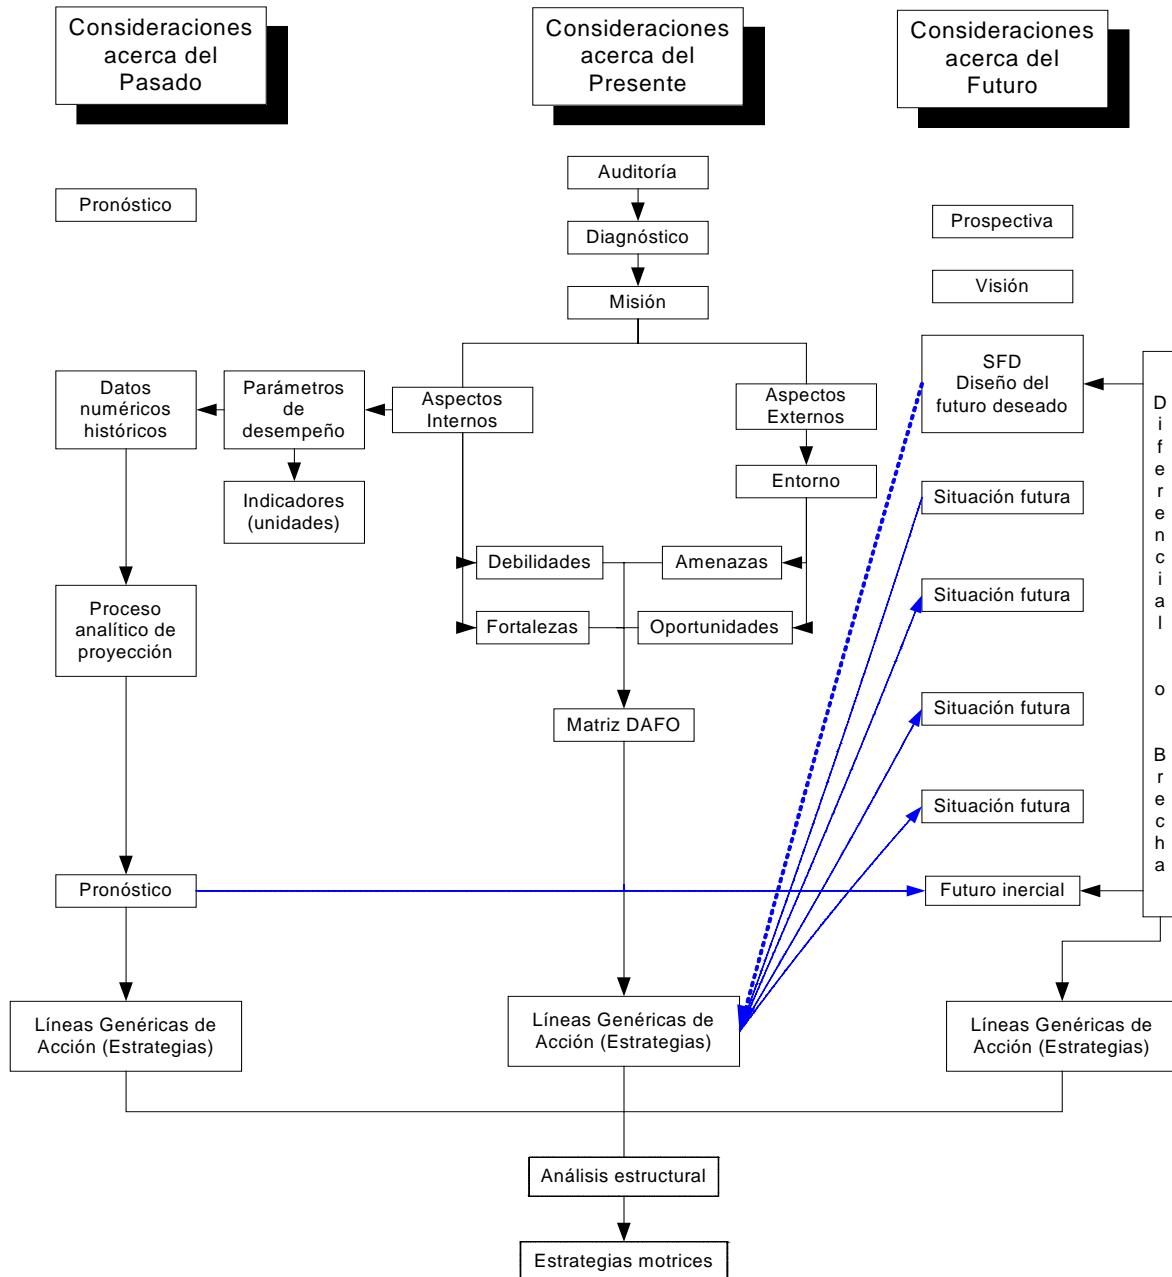 Consideraciones
acerca del
Pasado
Consideraciones
acerca del
Presente
Consideraciones
acerca del
Futuro
Auditoría
Pronóstico
Prospectiva
Diagnóstico
Visión
Misión
SFD
Diseño del
futuro deseado
Datos
numéricos
históricos
Parámetros
de
desempeño
Aspectos
Internos
Aspectos
Externos
Diferencial o Brecha
Entorno
Indicadores
(unidades)
Situación futura
Debilidades
Amenazas
Situación futura
Proceso
analítico de
proyección
Fortalezas
Oportunidades
Situación futura
Matriz DAFO
Situación futura
Pronóstico
Futuro inercial
Líneas Genéricas de
Acción (Estrategias)
Líneas Genéricas de
Acción (Estrategias)
Líneas Genéricas de
Acción (Estrategias)
Análisis estructural
Estrategias motrices